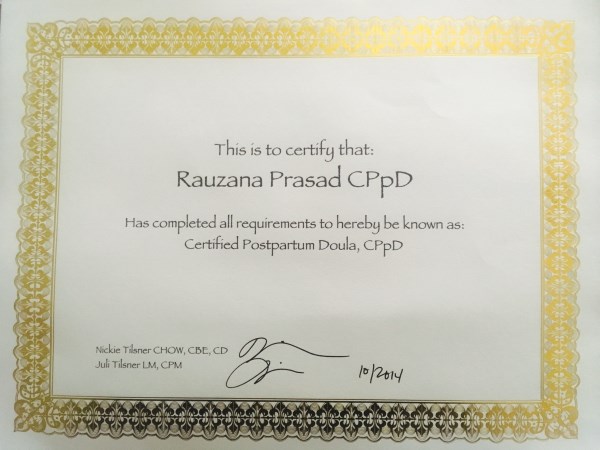 This is to certify that:
Rauzana Prasad CPpD
Has completed all requirements to hereby be known as:
Certified Postpartum Doula, CPpD
Nickie Tilsner CHOW, CBE, CD
Juli Tilsner LM, CPM
10/2014